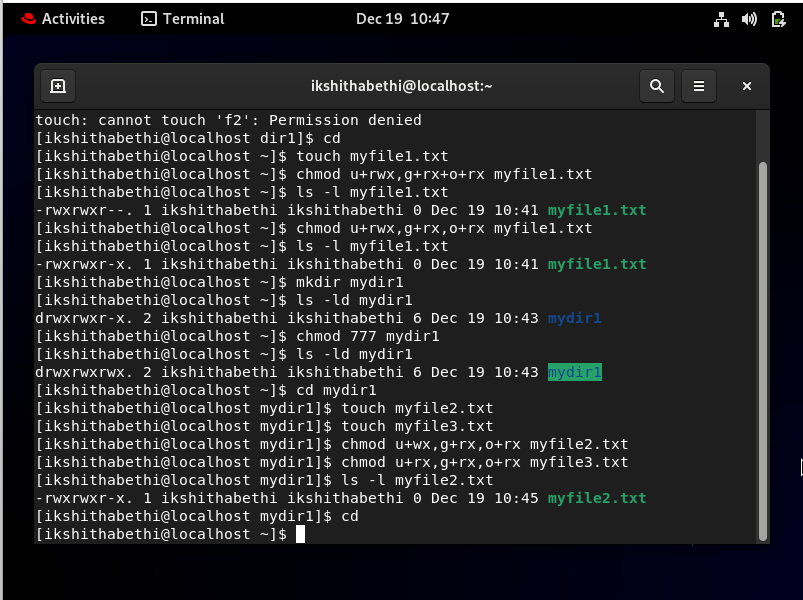 Activities Terminal Dec 19 10:47
ikshithabethi@localhost:~
touch: cannot touch 'f2': Permission denied
[ikshithabethi@localhost dir1]$ cd
[ikshithabethi@localhost ~]$ touch myfile1.txt
[ikshithabethi@localhost ~]$ chmod u+rwx,g+rx+o+rx myfile1.txt
[ikshithabethi@localhost ~]$ ls -l myfile1.txt
-rwxrwxr--. 1 ikshithabethi ikshithabethi 0 Dec 19 10:41 myfile1.txt
[ikshithabethi@localhost ~]$ chmod u+rwx,g+rx,o+rx myfile1.txt
[ikshithabethi@localhost ~]$ ls -l myfile1.txt
-rwxrwxr-x. 1 ikshithabethi ikshithabethi 0 Dec 19 10:41 myfile1.txt
[ikshithabethi@localhost ~]$ mkdir mydir1
[ikshithabethi@localhost ~]$ ls -ld mydir1
drwxrwxr-x. 2 ikshithabethi ikshithabethi 6 Dec 19 10:43 mydir1
[ikshithabethi@localhost ~]$ chmod 777 mydir1
[ikshithabethi@localhost ~]$ ls -ld mydir1
drwxrwxrwx. 2 ikshithabethi ikshithabethi 6 Dec 19 10:43 mydir1
[ikshithabethi@localhost ~]$ cd mydir1
[ikshithabethi@localhost mydir1]$ touch myfile2.txt
[ikshithabethi@localhost mydir1]$ touch myfile3.txt
[ikshithabethi@localhost mydir1]$ chmod u+wx,g+rx,o+rx myfile2.txt
[ikshithabethi@localhost mydir1]$ chmod u+rx,g+rx,o+rx myfile3.txt
[ikshithabethi@localhost mydir1]$ ls -l myfile2.txt
-rwxrwxr-x. 1 ikshithabethi ikshithabethi 0 Dec 19 10:45 myfile2.txt
[ikshithabethi@localhost mydir1]$ cd
[ikshithabethi@localhost ~]$